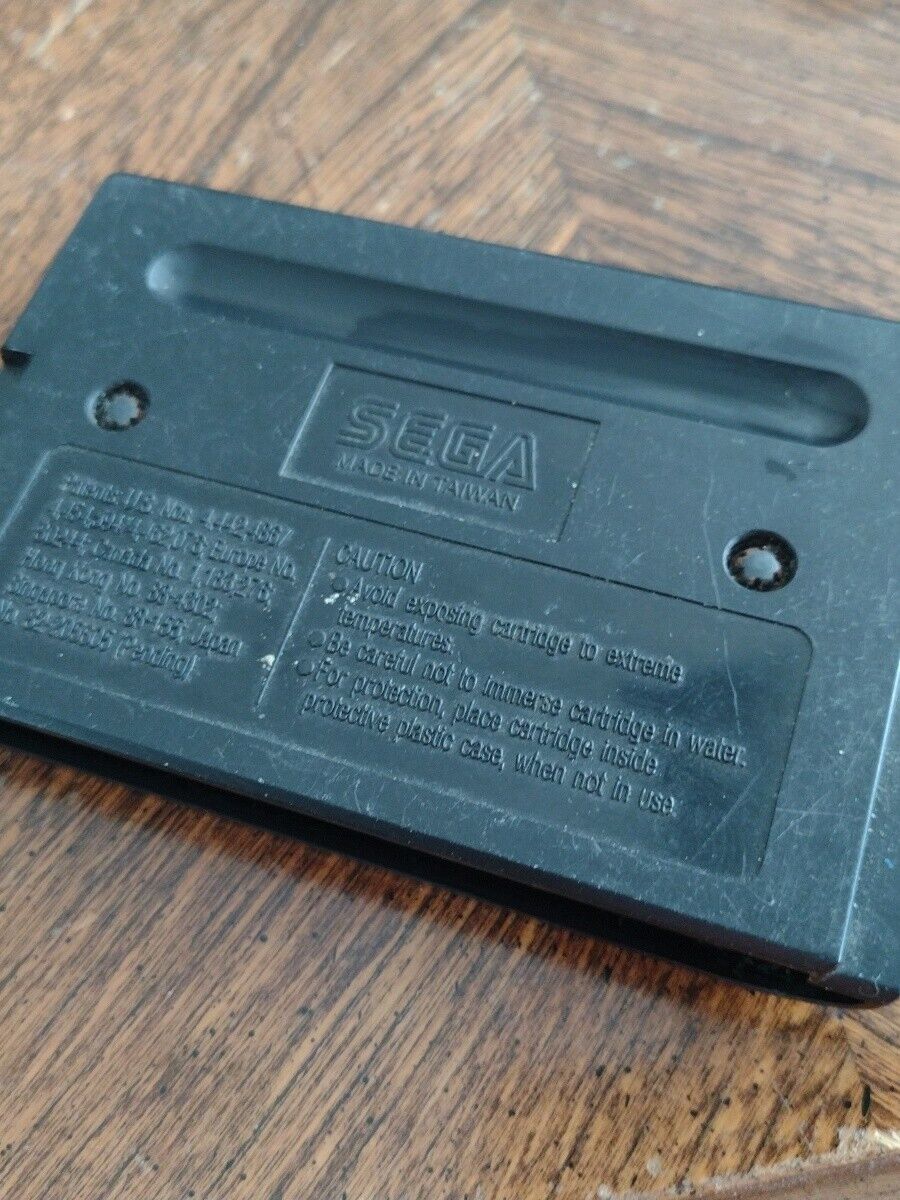 SEGA
MADE IN TAIWAN
Patents: U.S. Nos. 4,442,486/
4,454,594/4,462,076; Europe No.
80244; Canada No. 1,183,276;
Hong Kong No. 88-4302;
Singapore No. 88-155; Japan
No. 82-205605 (Pending)
CAUTION
●Avoid exposing cartridge to extreme
temperatures.
●Be careful not to immerse cartridge in water.
●For protection, place cartridge inside
protective plastic case, when not in use.